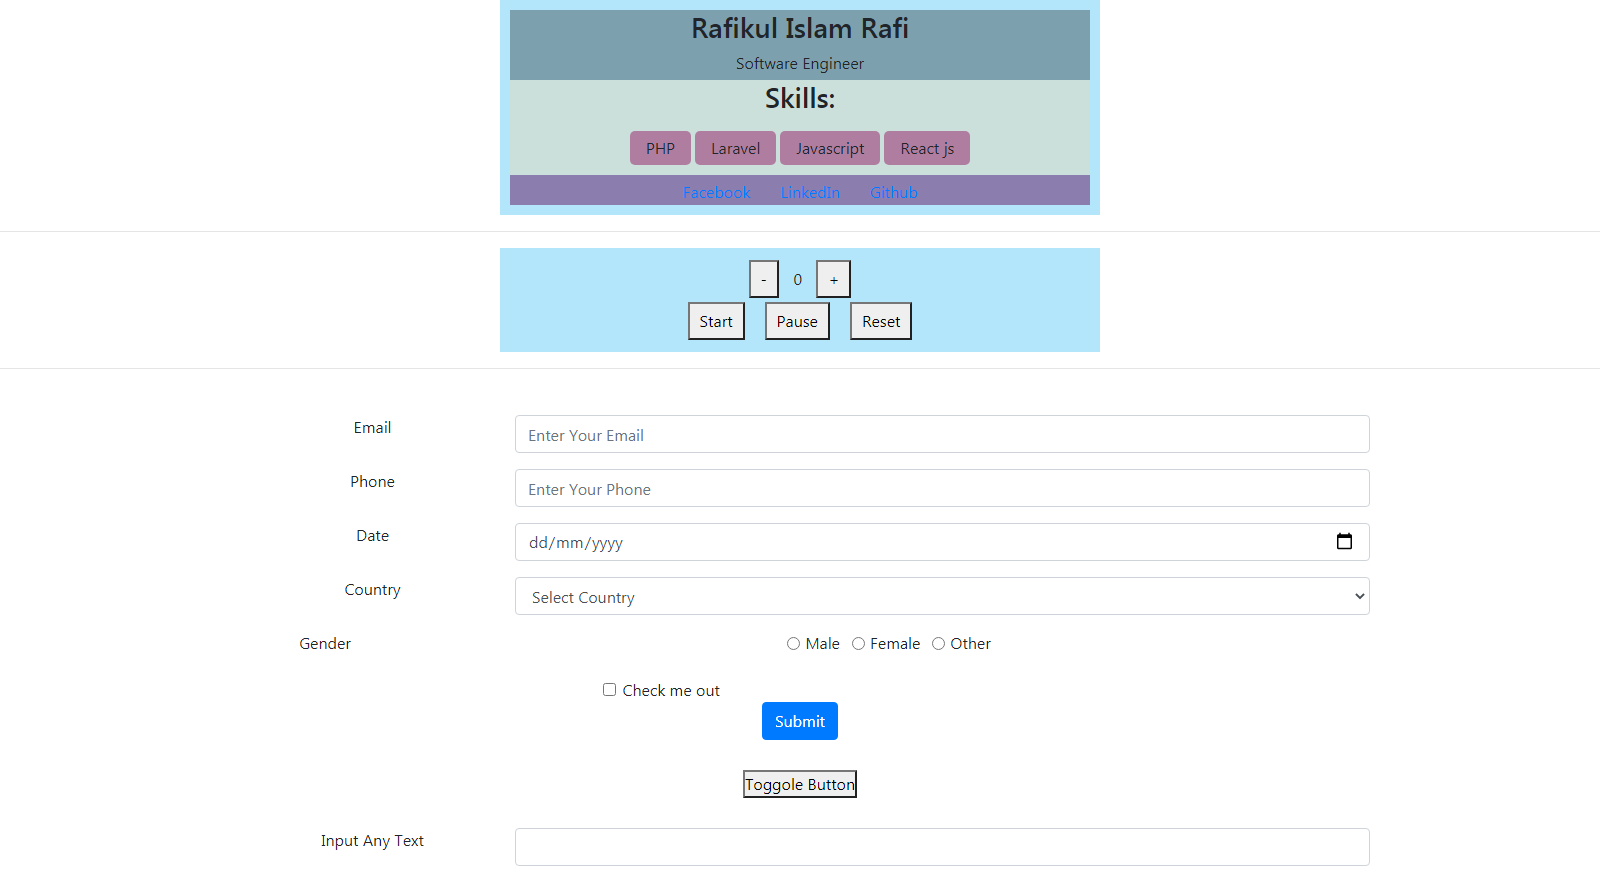 Rafikul Islam Rafi
Software Engineer
Skills:
PHP Laravel Javascript React js
Facebook LinkedIn Github
- 0 +
Start Pause Reset
Email Enter Your Email
Phone Enter Your Phone
Date dd/mm/yyyy
Country Select Country
Gender Male Female Other
Check me out
Submit
Toggole Button
Input Any Text